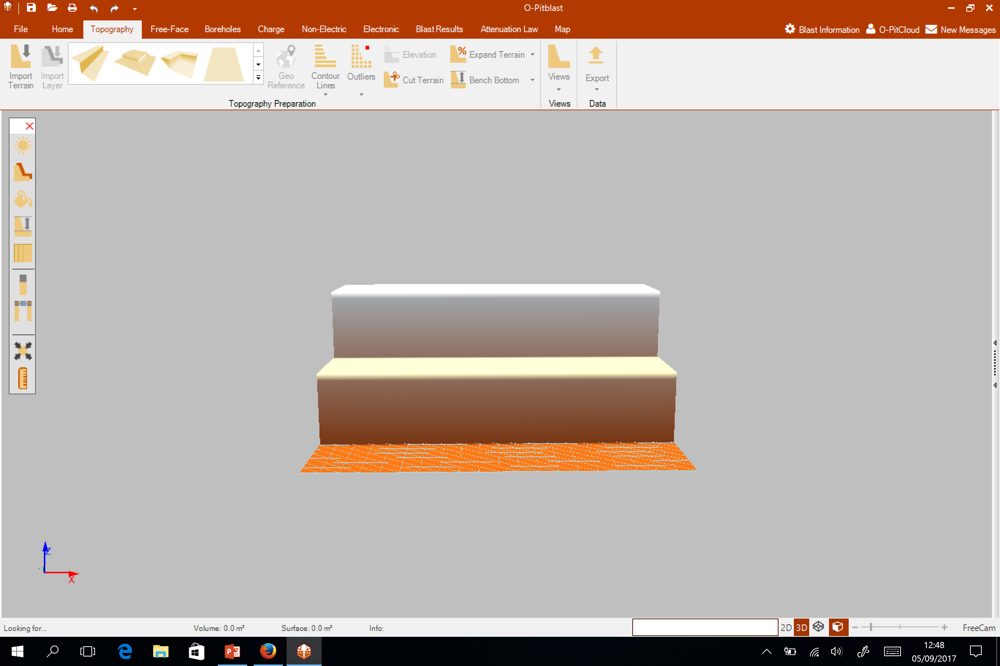 O-Pitblast
File Home Topography Free-Face Boreholes Charge Non-Electric Electronic Blast Results Attenuation Law Map Blast Information O-PitCloud New Messages
Import Terrain
Import Layer
Geo Reference
Contour Lines
Outliers
Elevation
Cut Terrain
% Expand Terrain
Bench Bottom
Views
Export
Topography Preparation Views Data
Z
X
Looking for... Volume: 0.0 m³ Surface: 0.0 m² Info: 2D 3D FreeCam
12:48
05/09/2017